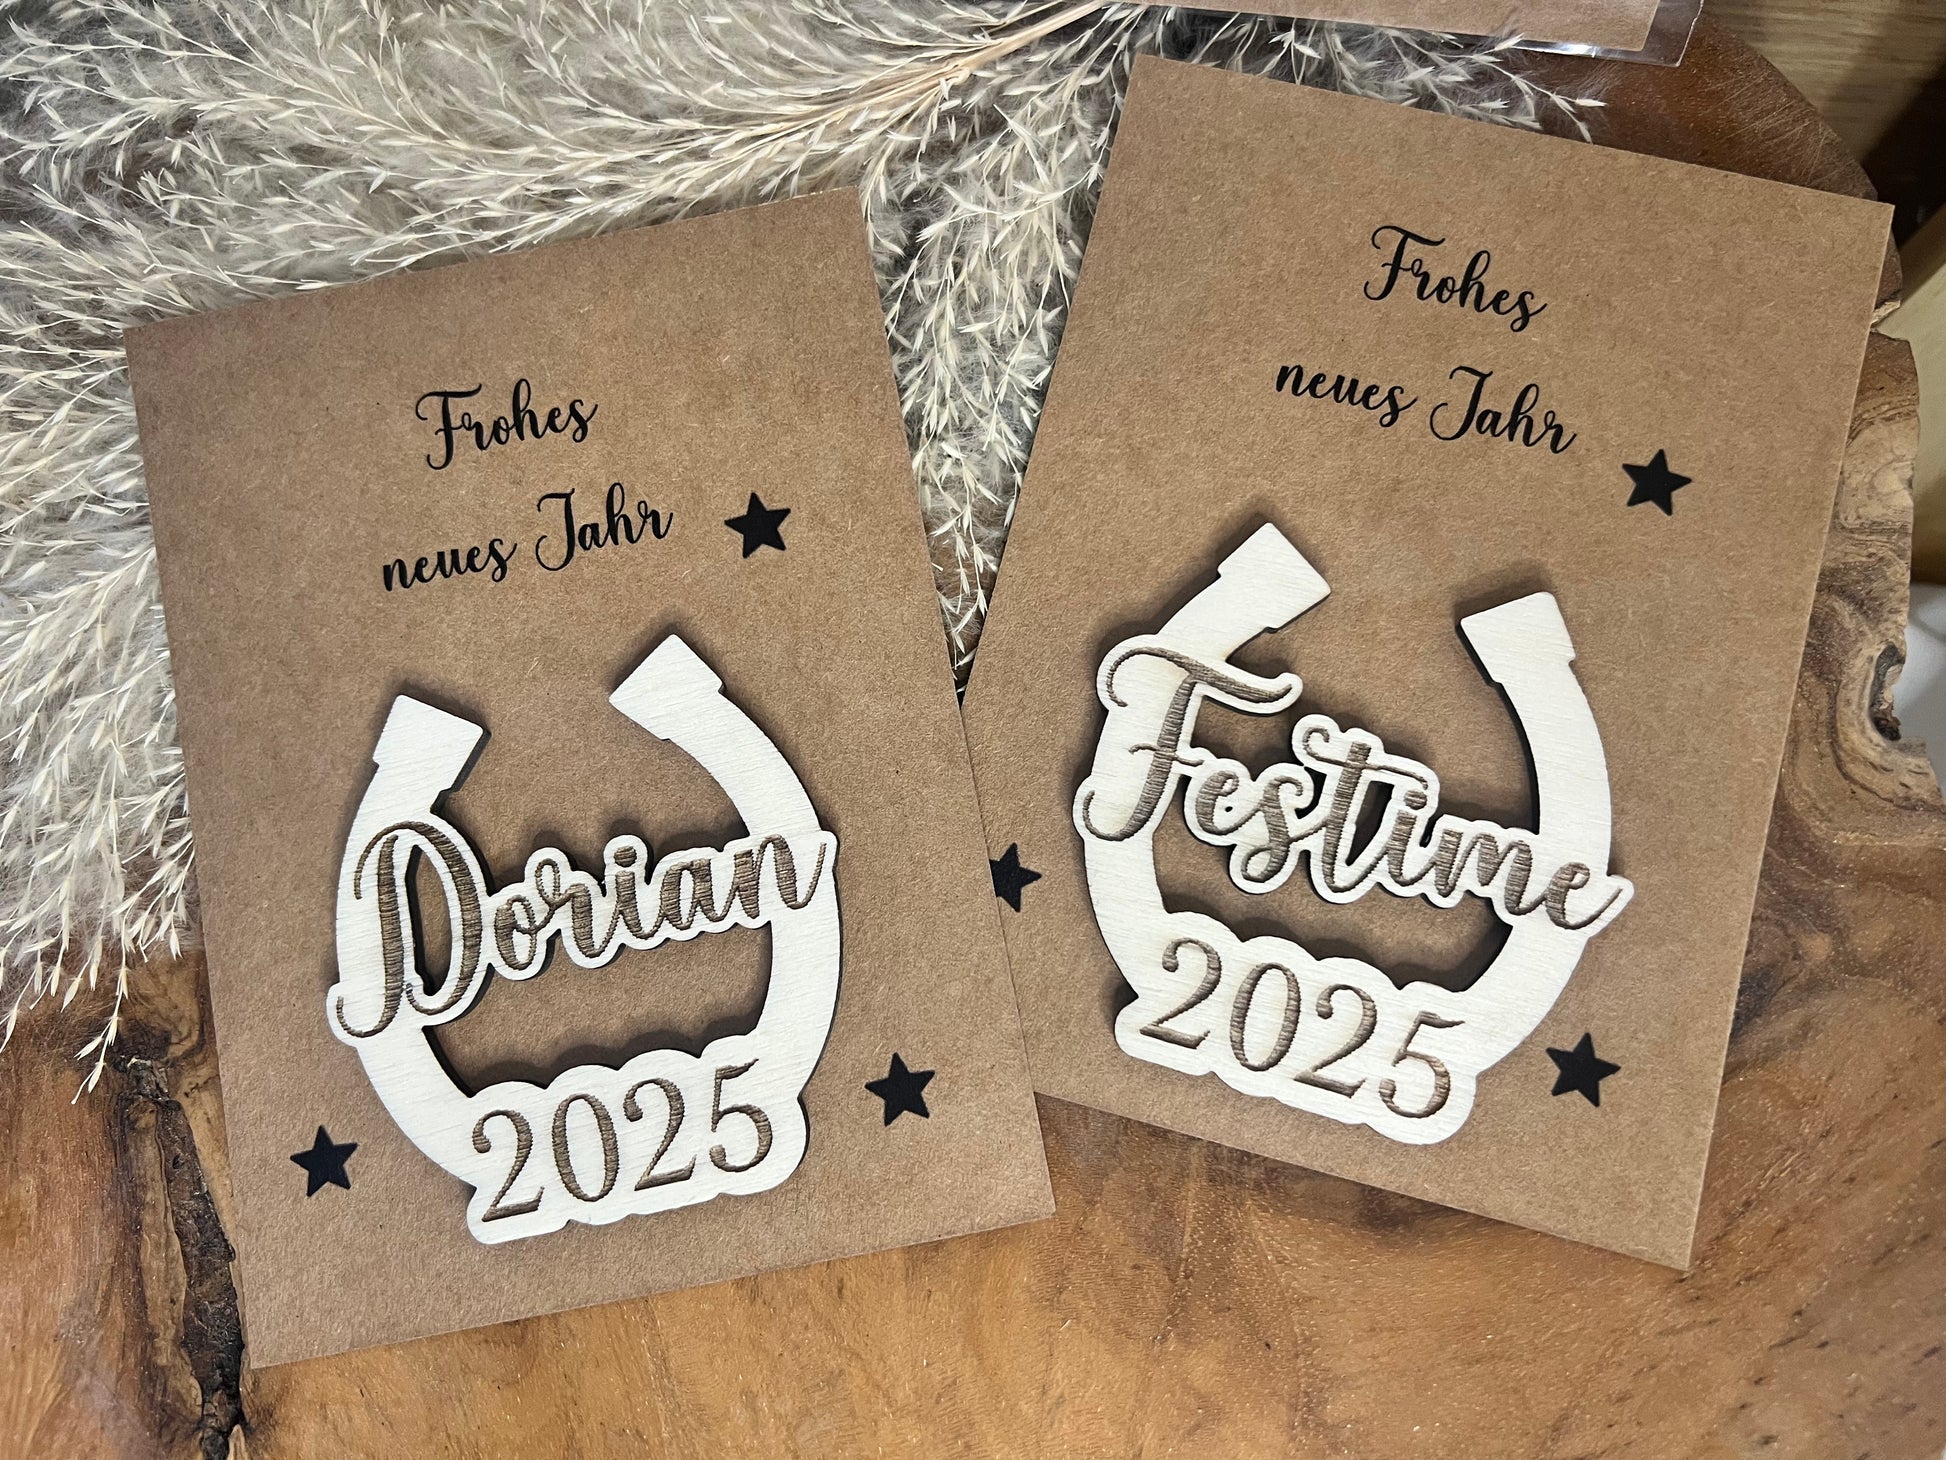 Frohes
neues Jahr
Dorian
2025
Frohes
neues Jahr
Festime
2025